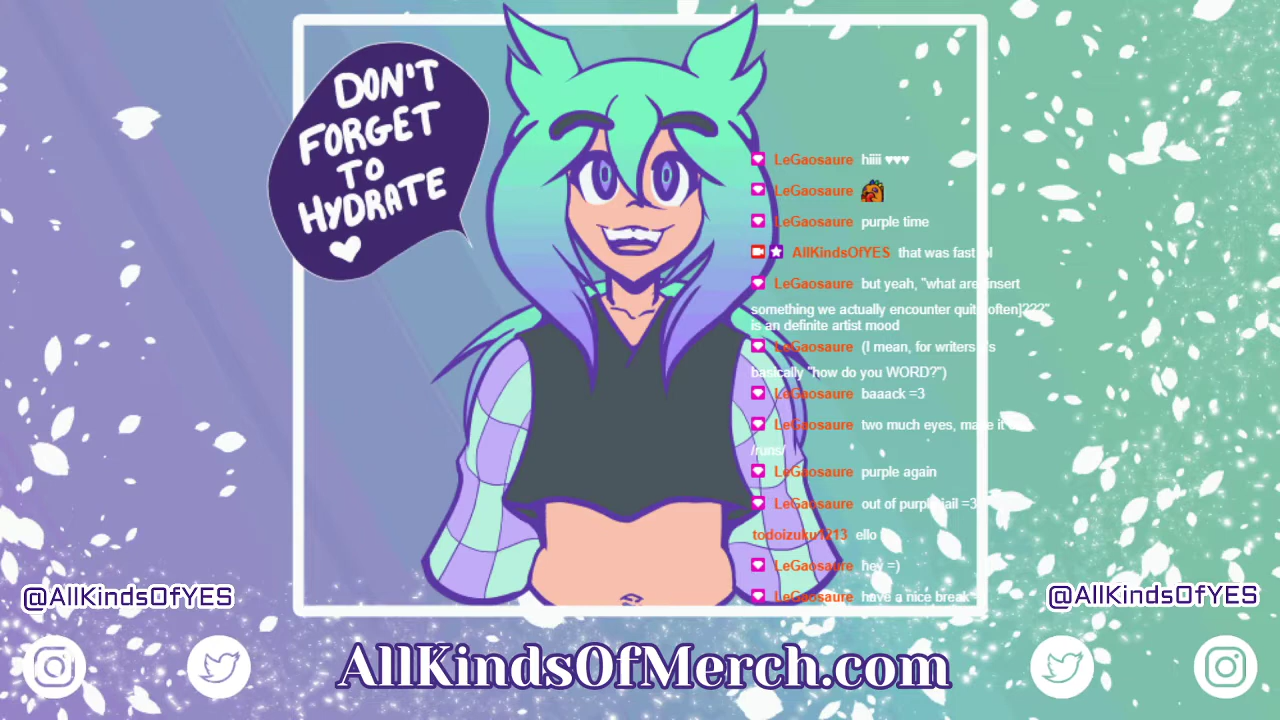 DON'T
FORGET
TO
HYDRATE
LeGaosaure hiiii ♥♥♥
LeGaosaure
LeGaosaure purple time
AllKindsOfYES that was fast lol
LeGaosaure but yeah, "what are [insert
something we actually encounter quite often]???"
is an definite artist mood
LeGaosaure (I mean, for writers it's
basically "how do you WORD?")
LeGaosaure baaack =3
LeGaosaure two much eyes, make it
/runs/
LeGaosaure purple again
LeGaosaure out of purple jail =3
todoizuku1213 ello
LeGaosaure hey =)
LeGaosaure have a nice break
@AllKindsOfYES
@AllKindsOfYES
AllKindsOfMerch.com